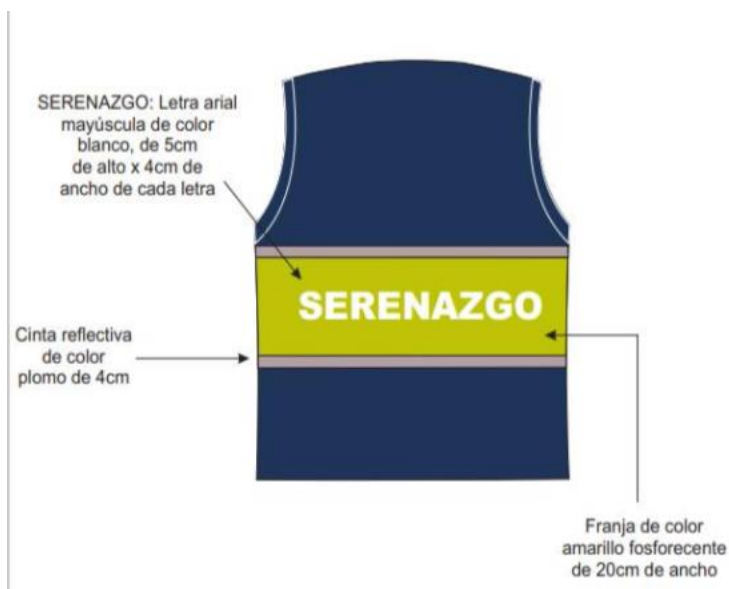 SERENAZGO: Letra arial
mayúscula de color
blanco, de 5cm
de alto x 4cm de
ancho de cada letra
SERENAZGO
Cinta reflectiva
de color
plomo de 4cm
Franja de color
amarillo fosforecente
de 20cm de ancho